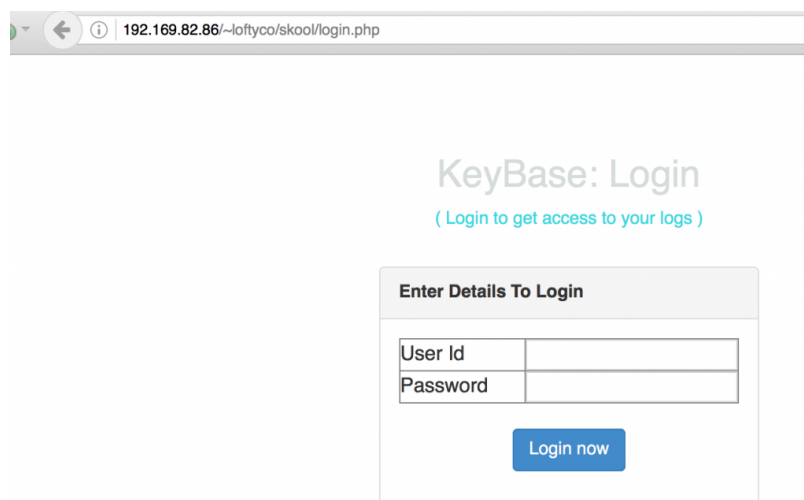 192.169.82.86/~loftyco/skool/login.php
KeyBase: Login
( Login to get access to your logs )
Enter Details To Login
User Id
Password
Login now